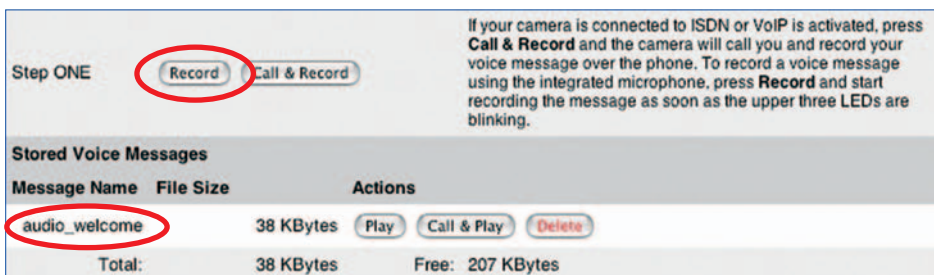 If your camera is connected to ISDN or VoIP is activated, press
Call & Record and the camera will call you and record your
voice message over the phone. To record a voice message
using the integrated microphone, press Record and start
recording the message as soon as the upper three LEDs are
blinking.
Step ONE Record Call & Record
Stored Voice Messages
Message Name File Size Actions
audio_welcome 38 KBytes Play Call & Play Delete
Total: 38 KBytes Free: 207 KBytes